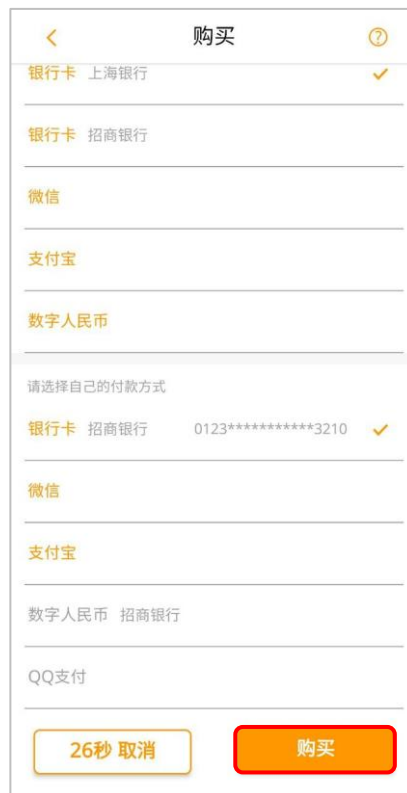 购买
银行卡 上海银行
银行卡 招商银行
微信
支付宝
数字人民币
请选择自己的付款方式
银行卡 招商银行 0123***********3210
微信
支付宝
数字人民币 招商银行
QQ支付
26秒 取消 购买